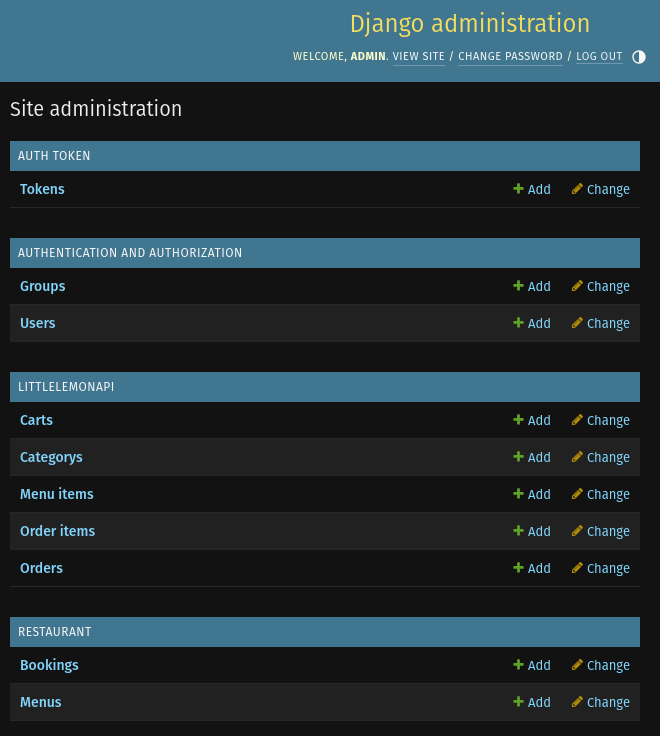 Django administration
WELCOME, ADMIN. VIEW SITE / CHANGE PASSWORD / LOG OUT
Site administration
AUTH TOKEN
Tokens Add Change
AUTHENTICATION AND AUTHORIZATION
Groups Add Change
Users Add Change
LITTLELEMONAPI
Carts Add Change
Categorys Add Change
Menu items Add Change
Order items Add Change
Orders Add Change
RESTAURANT
Bookings Add Change
Menus Add Change